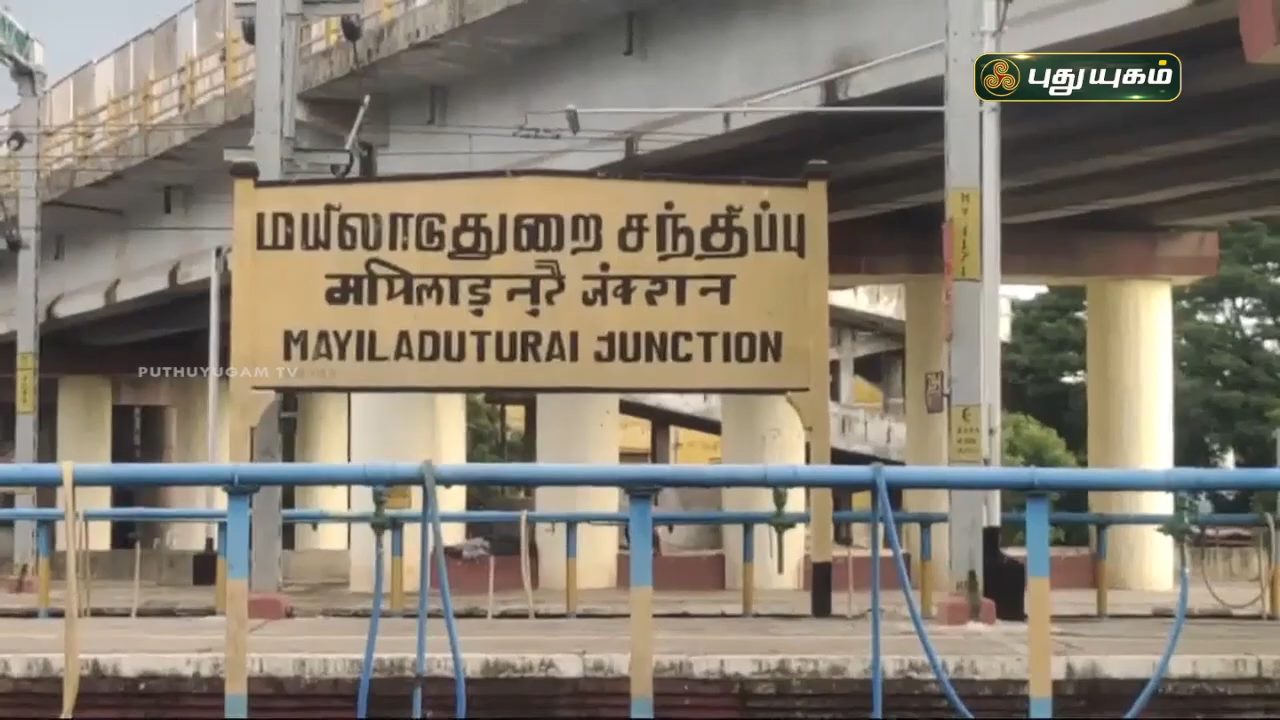 புதுயுகம்
மயிலாடுதுறை சந்திப்பு
मयिलाडुतुरै जंक्शन
MAYILADUTURAI JUNCTION
PUTHUYUGAM TV